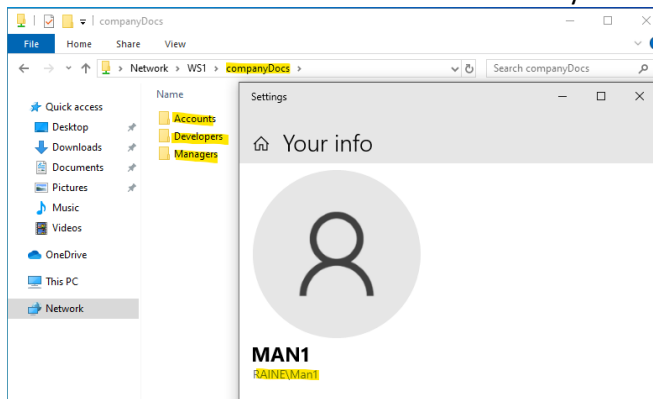 companyDocs
File Home Share View
Network > WS1 > companyDocs >
Search companyDocs
Quick access
Desktop
Downloads
Documents
Pictures
Music
Videos
OneDrive
This PC
Network
Name
Accounts
Developers
Managers
Settings
Your info
MAN1
RAINE\Man1